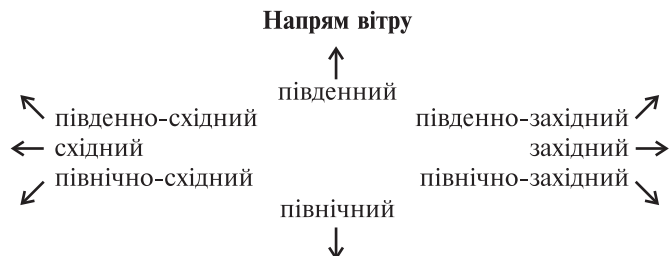 Напрям вітру
південний
південно-східний південно-західний
східний західний
північно-східний північно-західний
північний